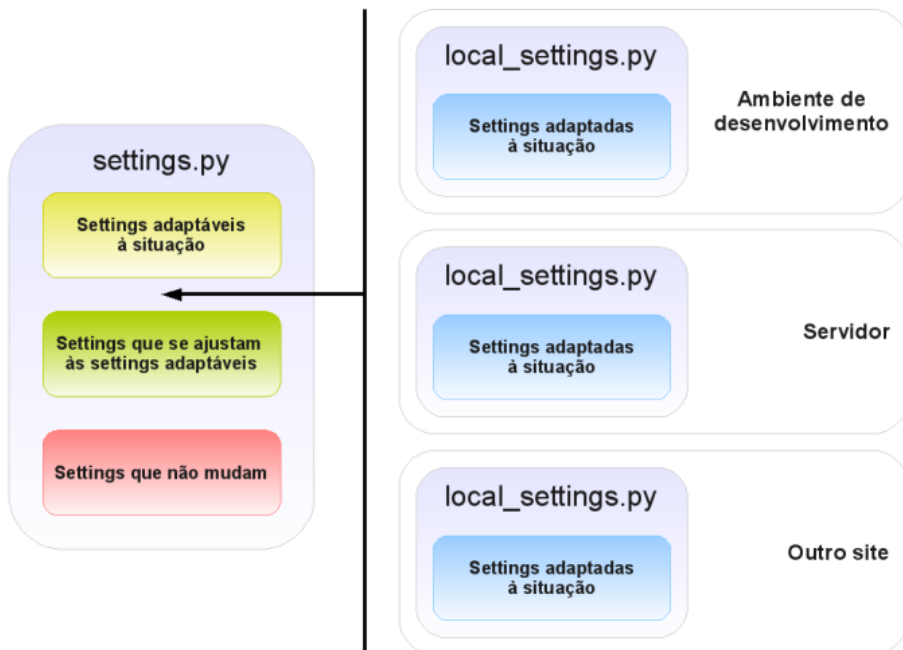 settings.py
Settings adaptáveis
à situação
Settings que se ajustam
às settings adaptáveis
Settings que não mudam
local_settings.py
Settings adaptadas
à situação
Ambiente de
desenvolvimento
local_settings.py
Settings adaptadas
à situação
Servidor
local_settings.py
Settings adaptadas
à situação
Outro site